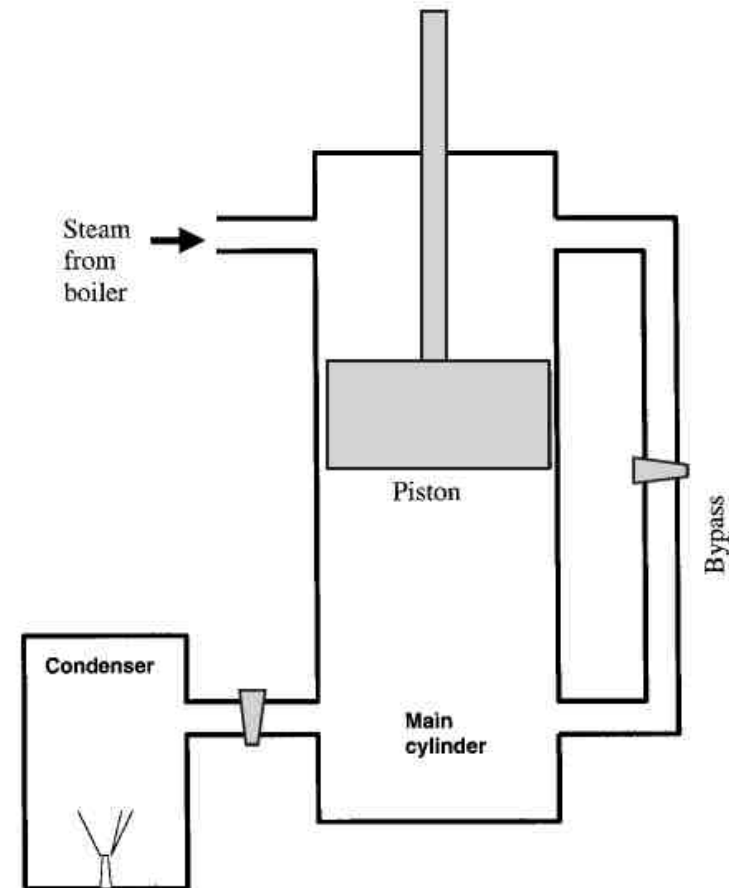 Steam
from
boiler
Piston
Bypass
Condenser
Main
cylinder